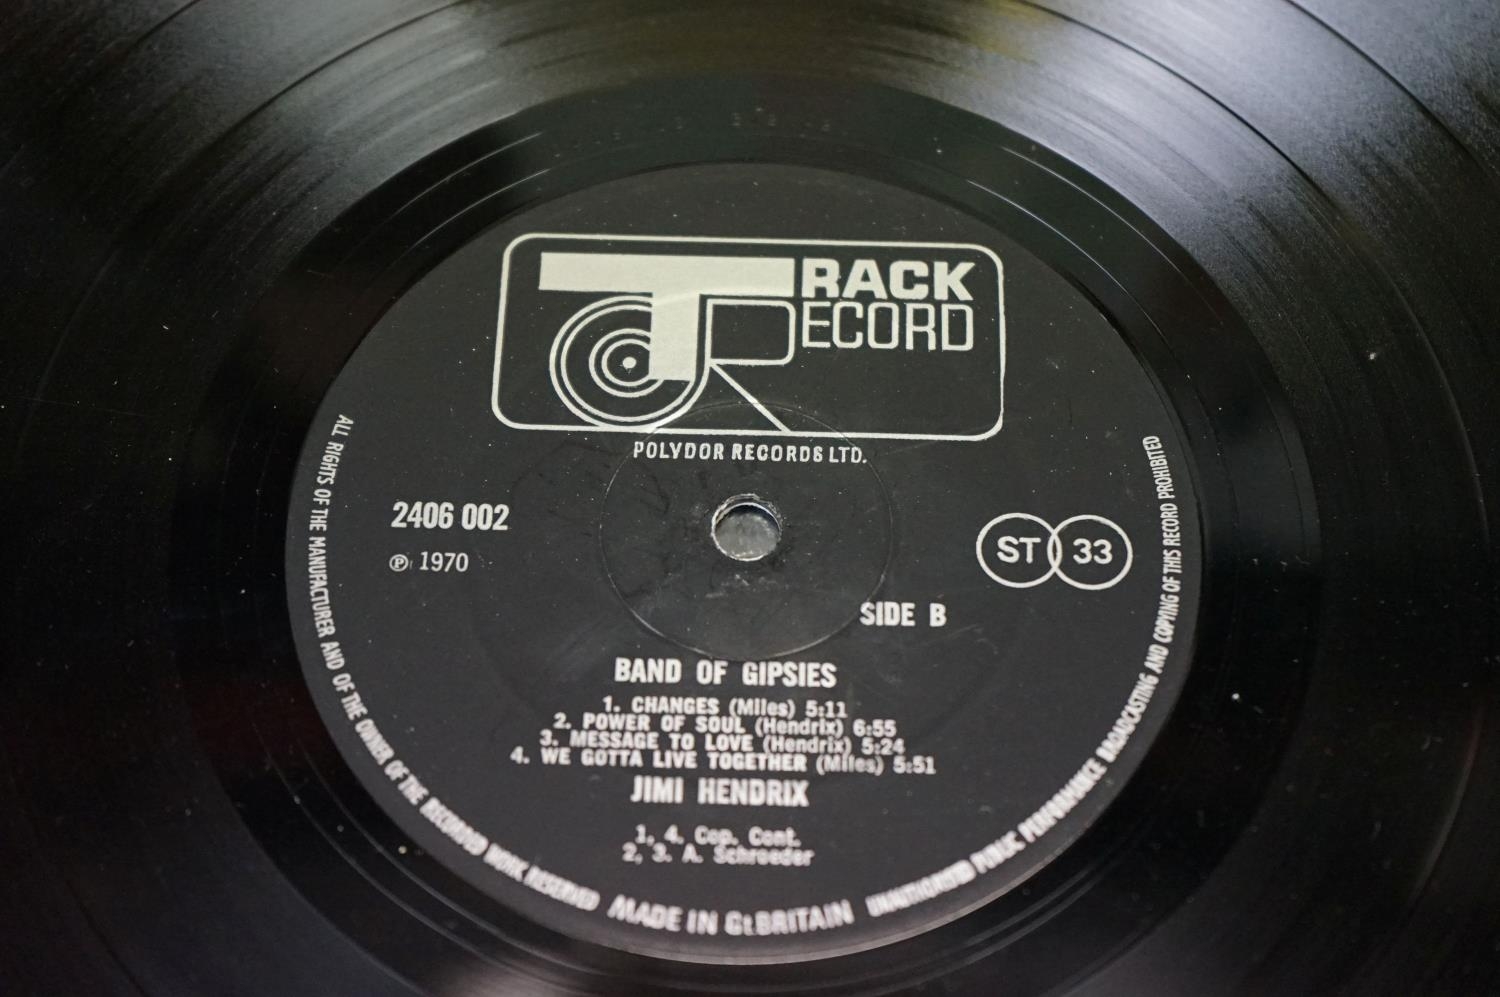 TRACK
RECORD
POLYDOR RECORDS LTD.
2406 002
℗ 1970
ST 33
SIDE B
BAND OF GIPSIES
1. CHANGES (Miles) 5:11
2. POWER OF SOUL (Hendrix) 6:55
3. MESSAGE TO LOVE (Hendrix) 5:24
4. WE GOTTA LIVE TOGETHER (Miles) 5:51
JIMI HENDRIX
1, 4. Cop. Cont.
2, 3. A. Schroeder
ALL RIGHTS OF THE MANUFACTURER AND OF THE OWNER OF THE RECORDED WORK RESERVED
MADE IN Gt.BRITAIN
UNAUTHORISED PUBLIC PERFORMANCE BROADCASTING AND COPYING OF THIS RECORD PROHIBITED